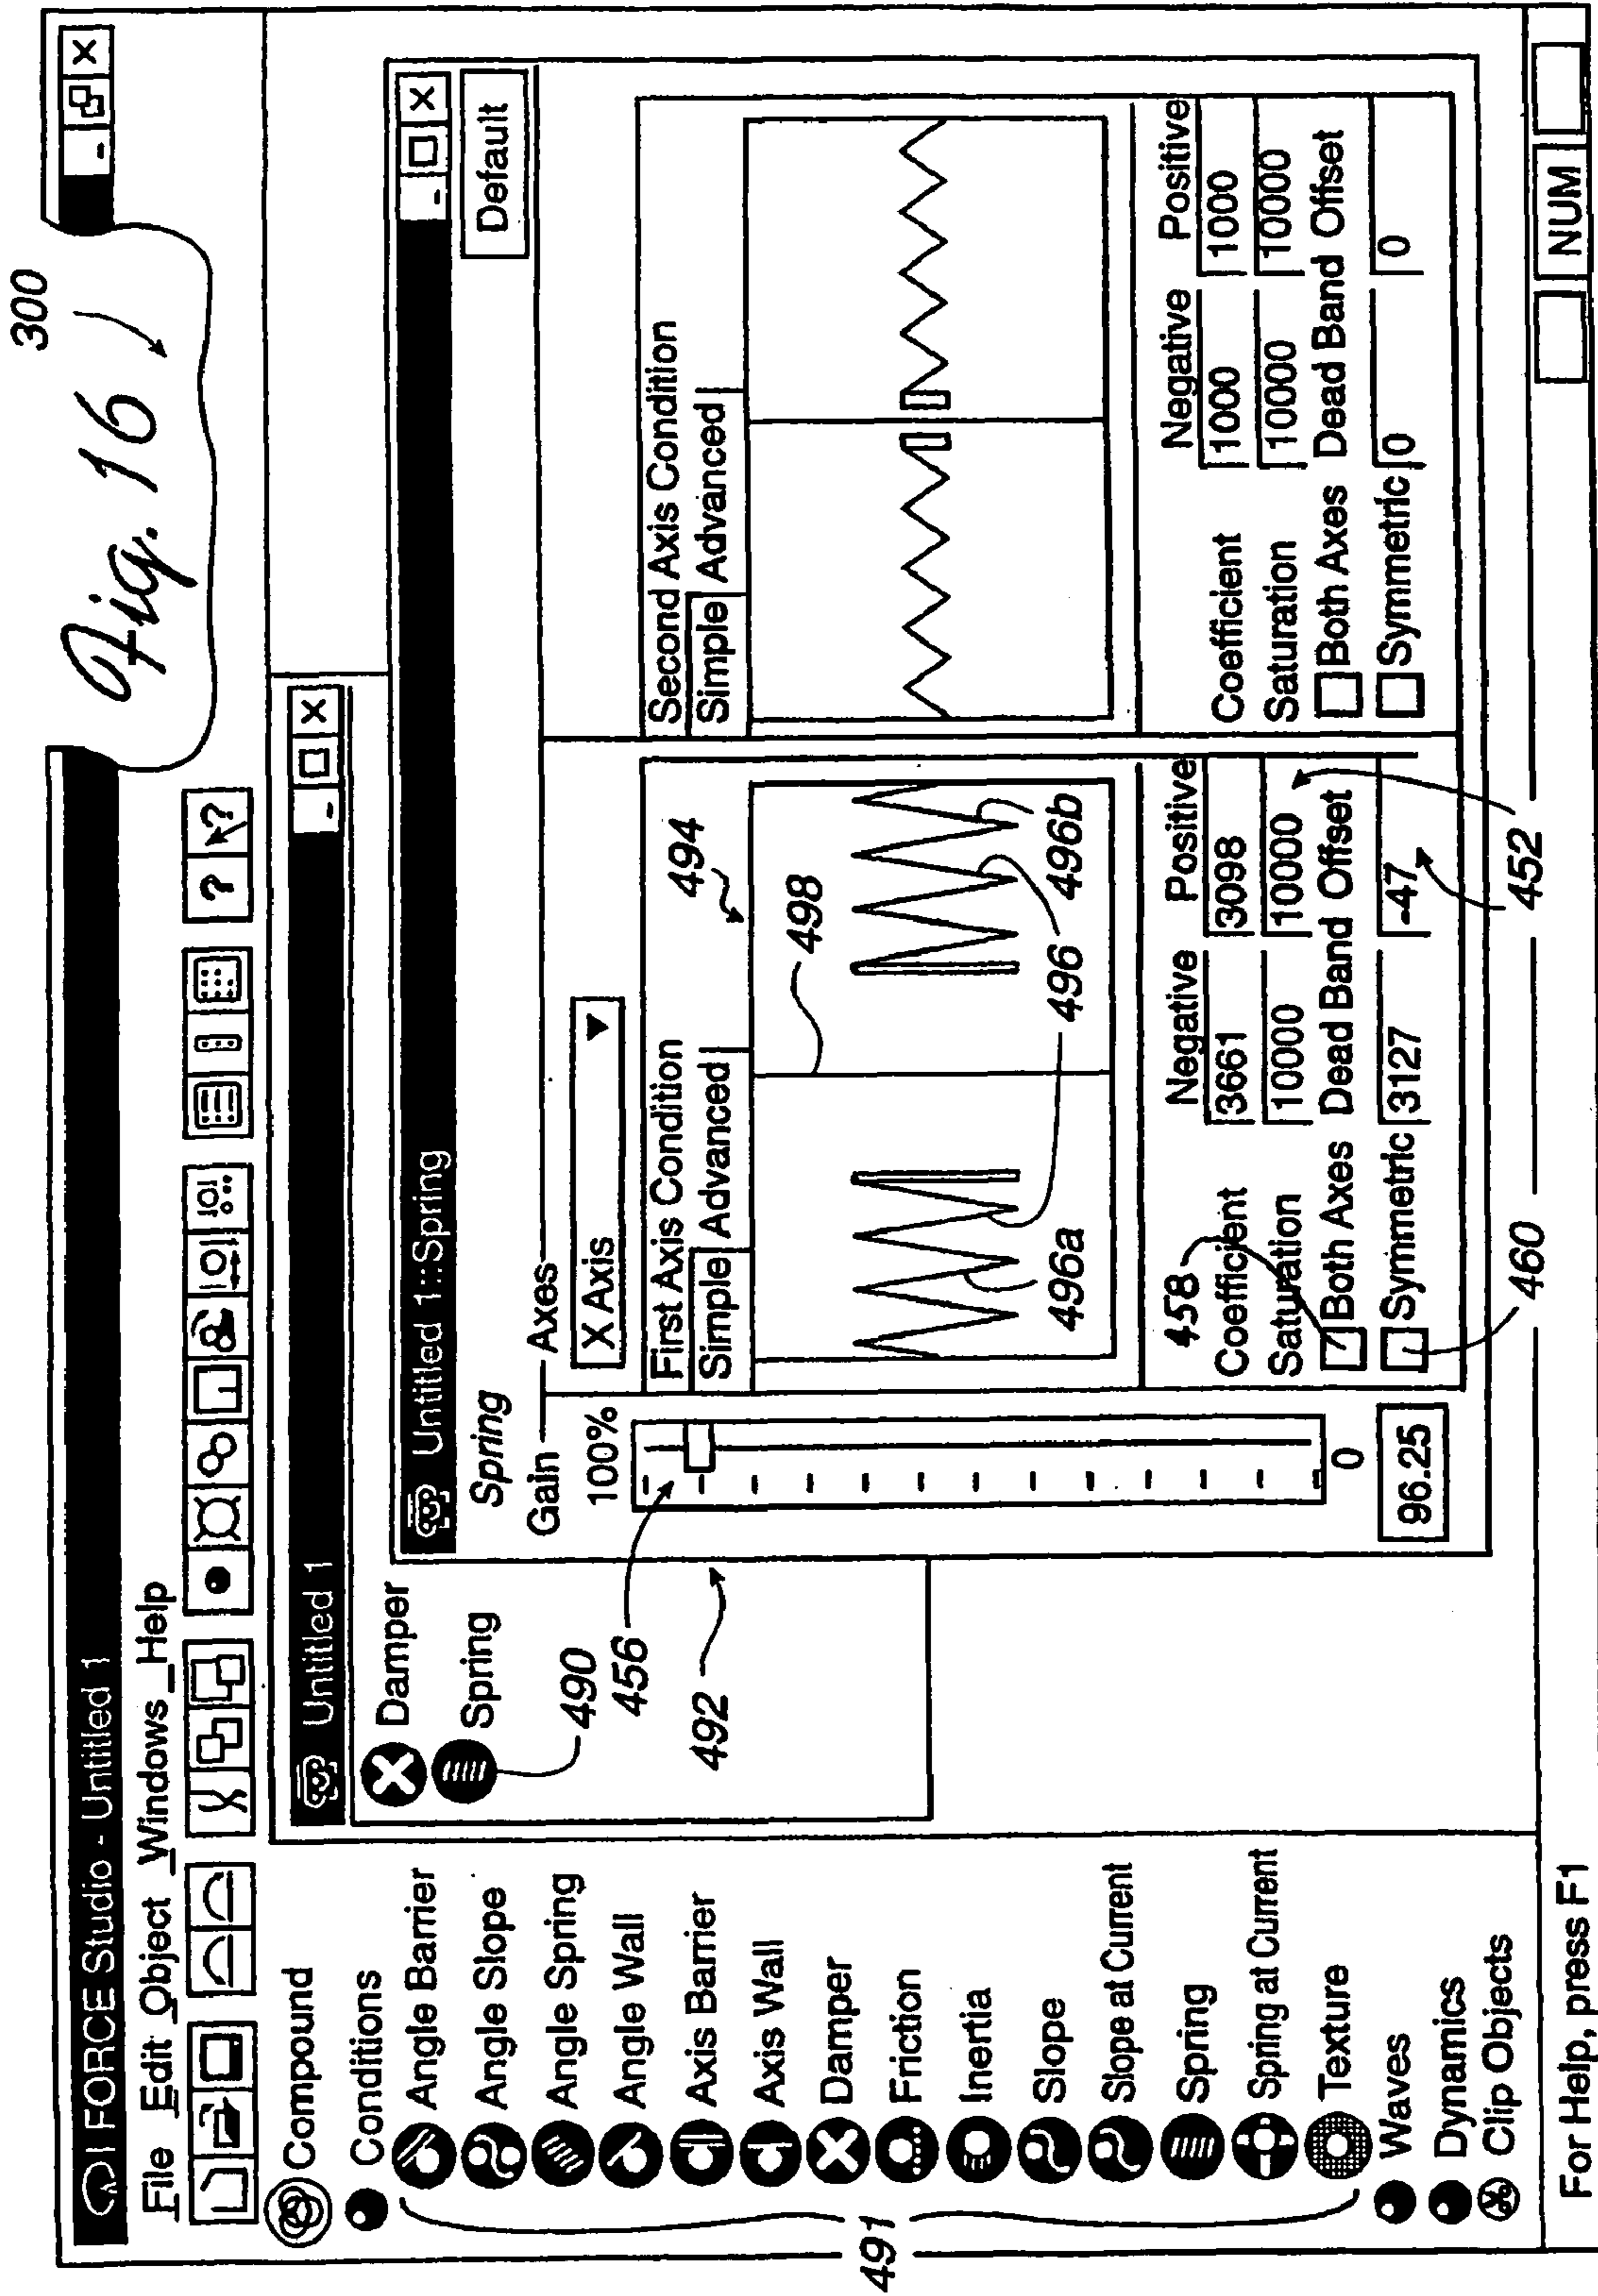 300
Fig. 16
I FORCE Studio - Untitled 1
File Edit Object Windows Help
Compound
Conditions
Angle Barrier
Angle Slope
Angle Spring
Angle Wall
Axis Barrier
Axis Wall
Damper
Friction
Inertia
Slope
Slope at Current
Spring
Spring at Current
Texture
Waves
Dynamics
Clip Objects
491
Untitled 1
Damper
Spring
490
456
492
Untitled 1::Spring
Spring
Default
Gain
100%
0
96.25
Axes
X Axis
First Axis Condition
Simple Advanced
494
498
496a
496
496b
458
Negative Positive
Coefficient 3661 3098
Saturation 10000 10000
Both Axes Dead Band Offset
Symmetric 3127 -47
460
452
Second Axis Condition
Simple Advanced
Negative Positive
Coefficient 1000 1000
Saturation 10000 10000
Both Axes Dead Band Offset
Symmetric 0 0
For Help, press F1
NUM